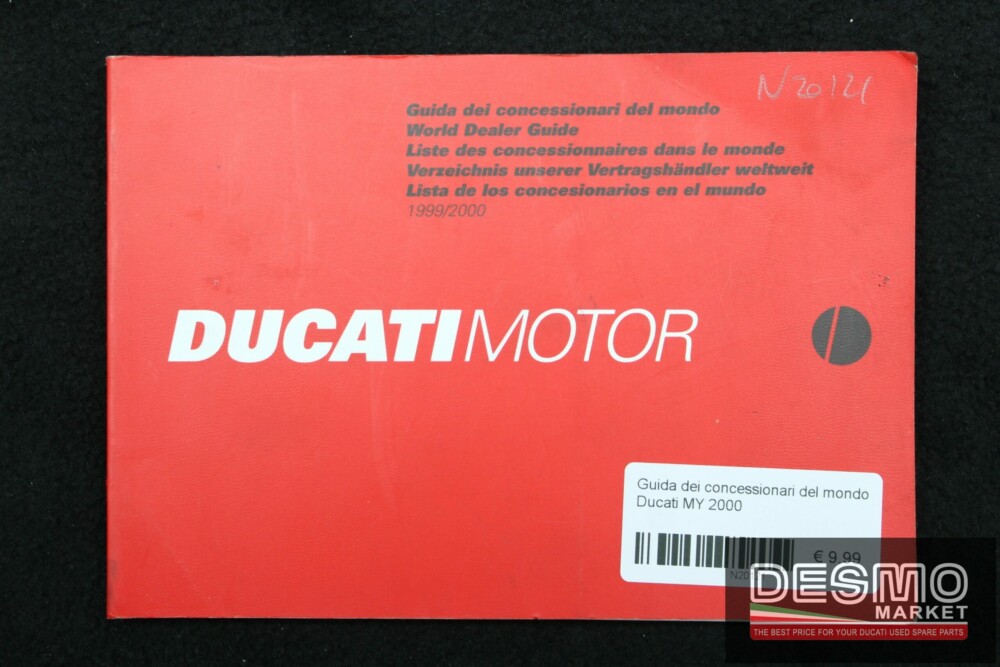 N20121
Guida dei concessionari del mondo
World Dealer Guide
Liste des concessionnaires dans le monde
Verzeichnis unserer Vertragshändler weltweit
Lista de los concesionarios en el mundo
1999/2000
DUCATIMOTOR
Guida dei concessionari del mondo
Ducati MY 2000
€ 9,99
DESMO
MARKET
THE BEST PRICE FOR YOUR DUCATI USED SPARE PARTS